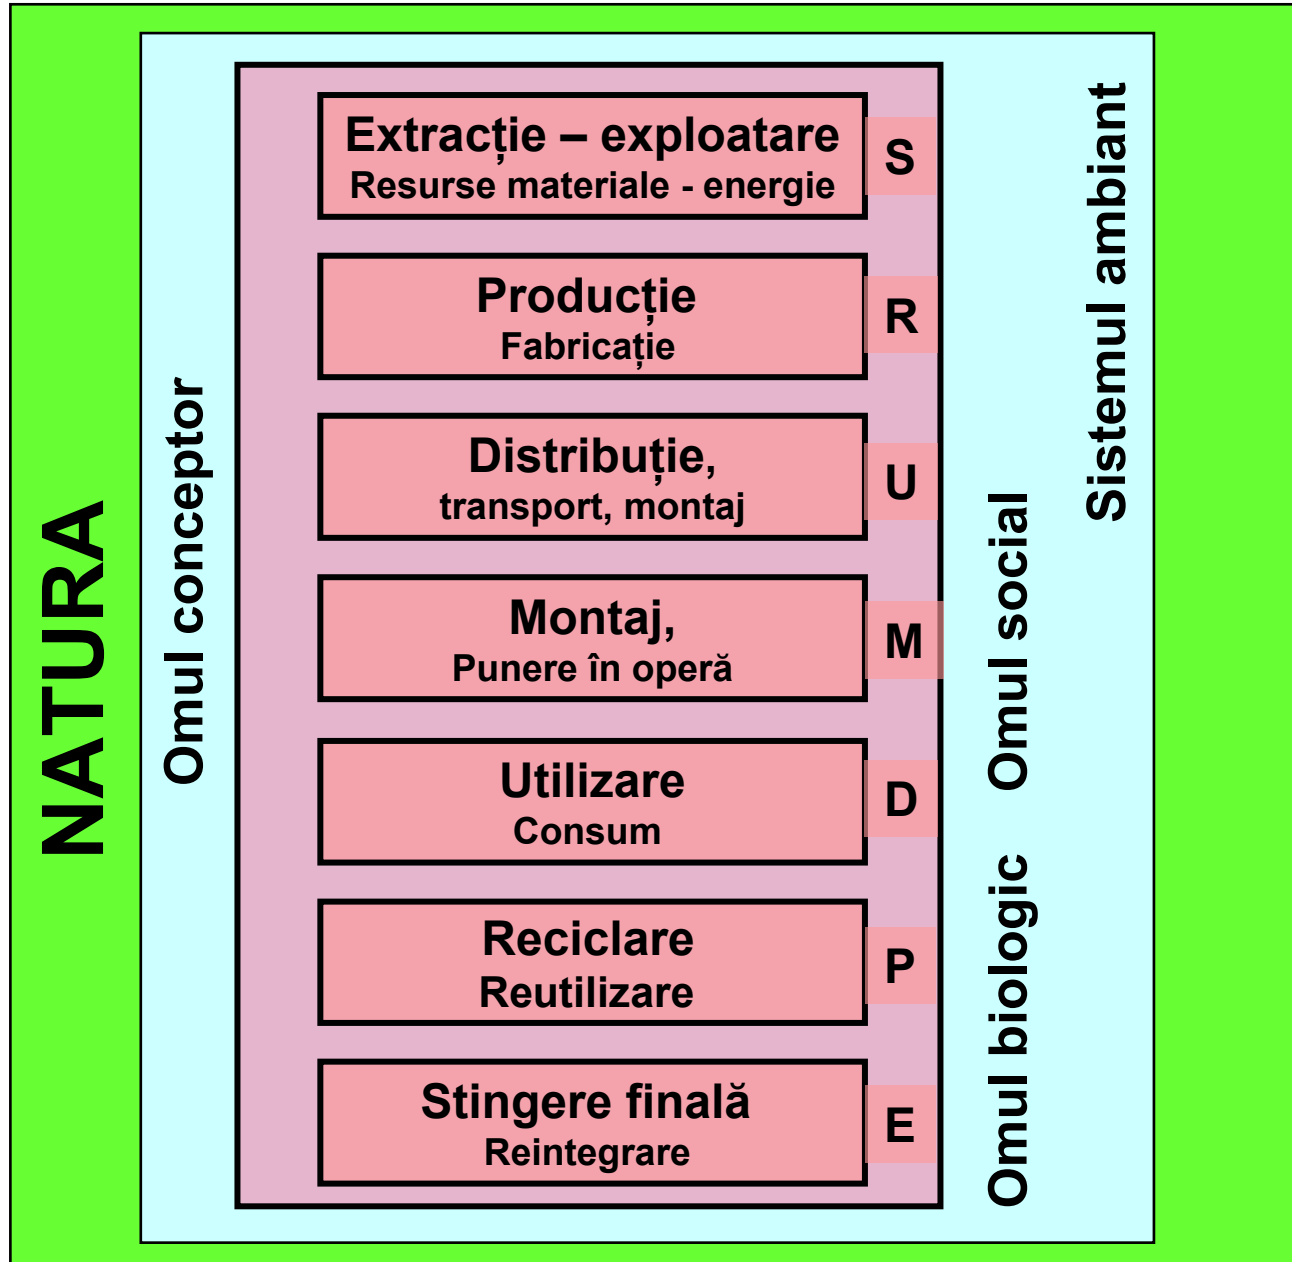 NATURA
Omul conceptor
Extracție – exploatare
Resurse materiale - energie
S
Producție
Fabricație
R
Distribuție,
transport, montaj
U
Montaj,
Punere în operă
M
Utilizare
Consum
D
Reciclare
Reutilizare
P
Stingere finală
Reintegrare
E
Omul biologic Omul social
Sistemul ambiant